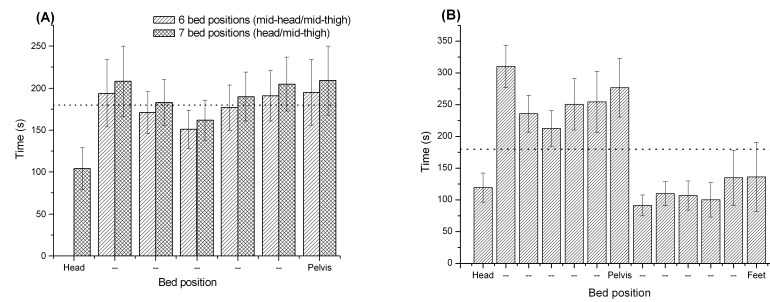 (A)
6 bed positions (mid-head/mid-thigh)
7 bed positions (head/mid-thigh)
250
200
150
100
50
0
Time (s)
Head -- -- -- -- -- Pelvis
Bed position
(B)
350
300
250
200
150
100
50
0
Time (s)
Head -- -- -- -- -- Pelvis -- -- -- -- -- Feet
Bed position